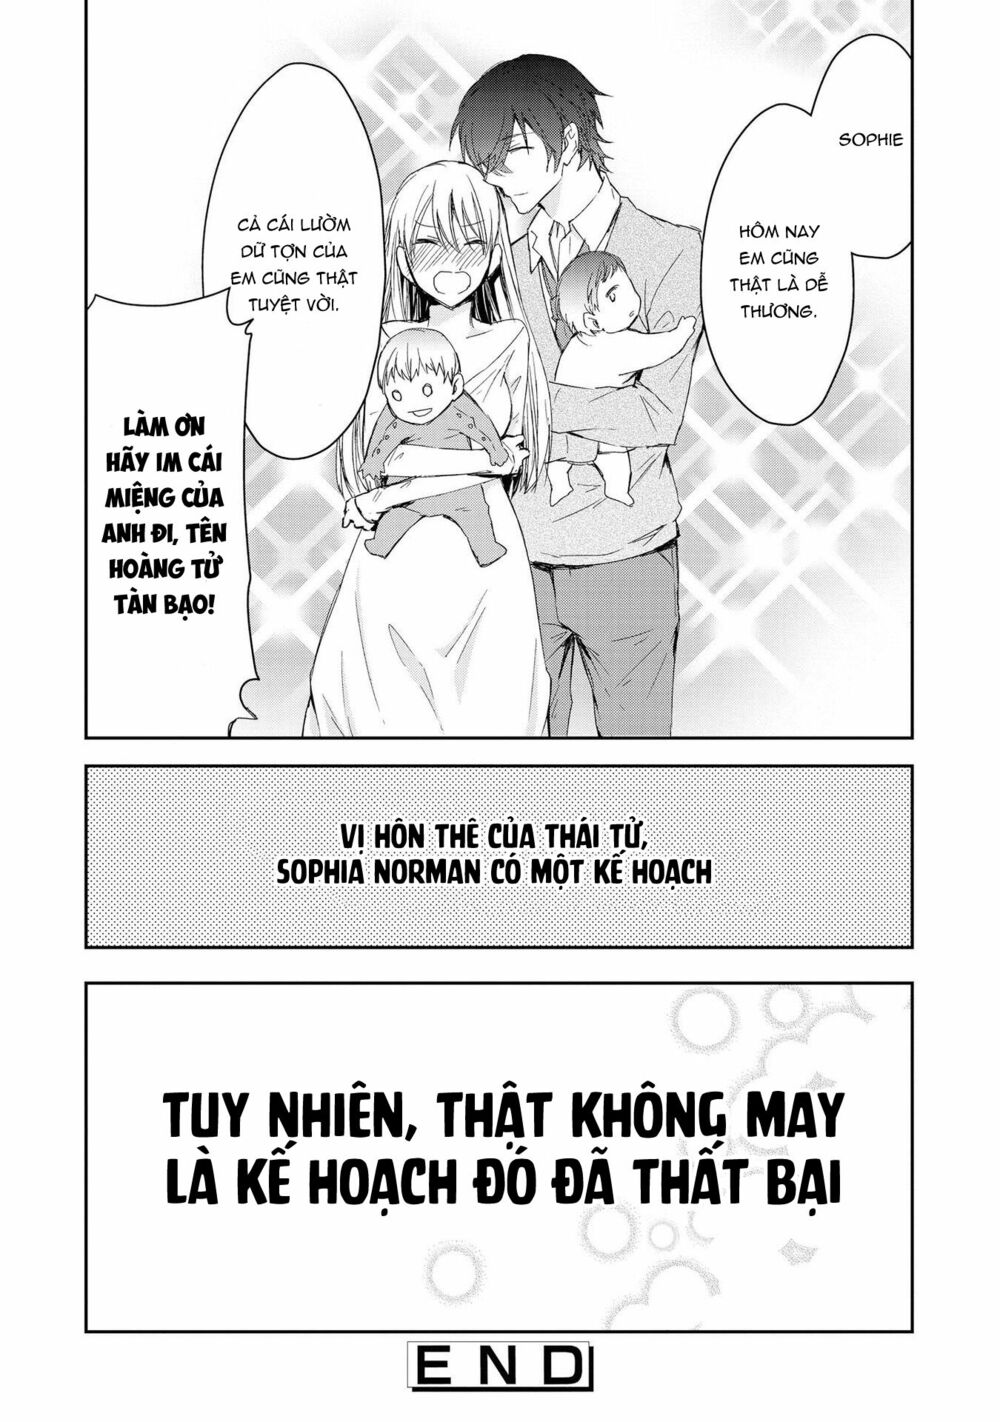 SOPHIE
HÔM NAY
EM CŨNG
THẬT LÀ DỄ
THƯƠNG.
CẢ CÁI LƯỜM
DỮ TỢN CỦA
EM CŨNG THẬT
TUYỆT VỜI.
LÀM ƠN
HÃY IM CÁI
MIỆNG CỦA
ANH ĐI, TÊN
HOÀNG TỬ
TÀN BẠO!
VỊ HÔN THÊ CỦA THÁI TỬ,
SOPHIA NORMAN CÓ MỘT KẾ HOẠCH
TUY NHIÊN, THẬT KHÔNG MAY
LÀ KẾ HOẠCH ĐÓ ĐÃ THẤT BẠI
END